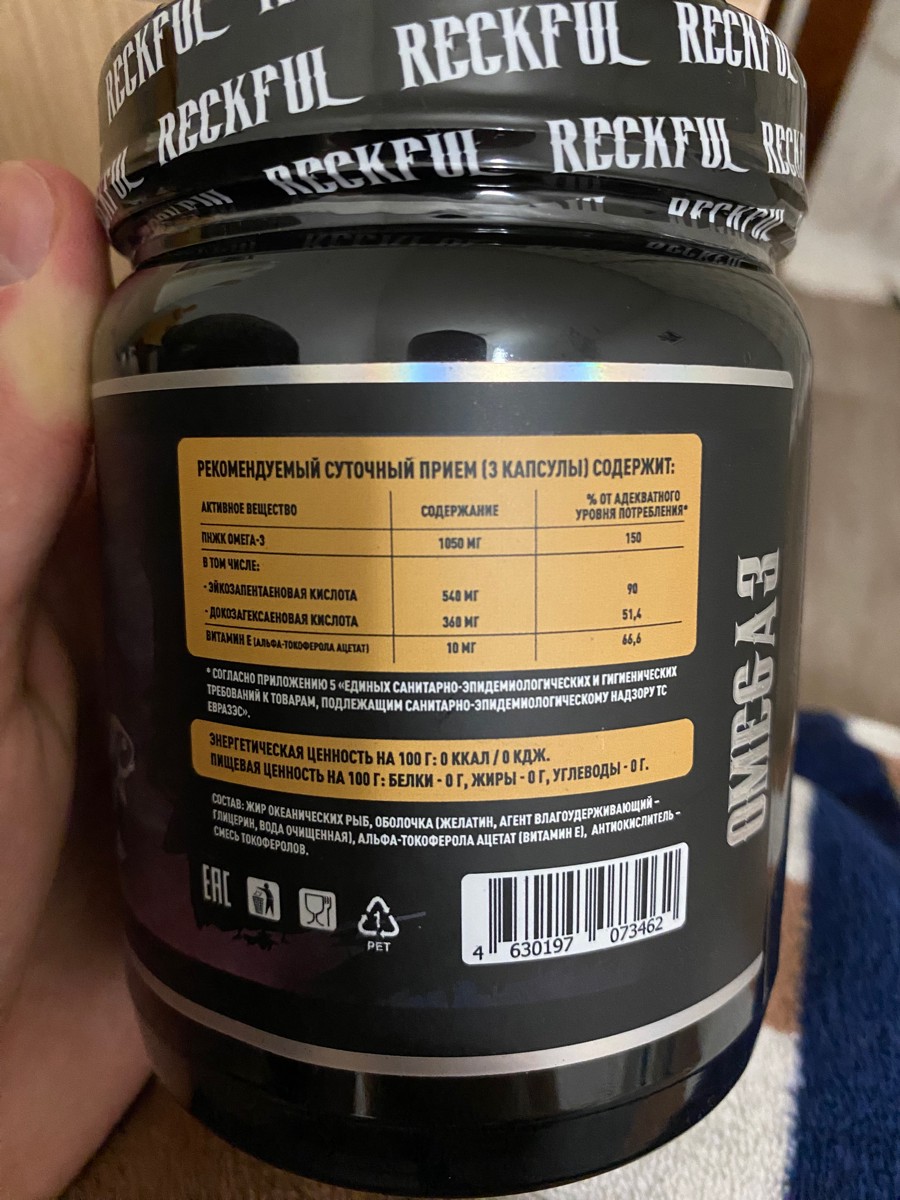 RECKFUL
RECKFUL RECKFUL RECKFUL
RECKFUL RECKFUL RECKFUL
РЕКОМЕНДУЕМЫЙ СУТОЧНЫЙ ПРИЕМ (3 КАПСУЛЫ) СОДЕРЖИТ:
АКТИВНОЕ ВЕЩЕСТВО СОДЕРЖАНИЕ % ОТ АДЕКВАТНОГО
УРОВНЯ ПОТРЕБЛЕНИЯ*
ПНЖК ОМЕГА-3 1050 МГ 150
В ТОМ ЧИСЛЕ:
- ЭЙКОЗАПЕНТАЕНОВАЯ КИСЛОТА 540 МГ 90
- ДОКОЗАГЕКСАЕНОВАЯ КИСЛОТА 360 МГ 51,4
ВИТАМИН Е (АЛЬФА-ТОКОФЕРОЛА АЦЕТАТ) 10 МГ 66,6
* СОГЛАСНО ПРИЛОЖЕНИЮ 5 «ЕДИНЫХ САНИТАРНО-ЭПИДЕМИОЛОГИЧЕСКИХ И ГИГИЕНИЧЕСКИХ
ТРЕБОВАНИЙ К ТОВАРАМ, ПОДЛЕЖАЩИМ САНИТАРНО-ЭПИДЕМИОЛОГИЧЕСКОМУ НАДЗОРУ ТС
ЕВРАЗЭС».
ЭНЕРГЕТИЧЕСКАЯ ЦЕННОСТЬ НА 100 Г: 0 ККАЛ / 0 КДЖ.
ПИЩЕВАЯ ЦЕННОСТЬ НА 100 Г: БЕЛКИ - 0 Г, ЖИРЫ - 0 Г, УГЛЕВОДЫ - 0 Г.
СОСТАВ: ЖИР ОКЕАНИЧЕСКИХ РЫБ, ОБОЛОЧКА (ЖЕЛАТИН, АГЕНТ ВЛАГОУДЕРЖИВАЮЩИЙ –
ГЛИЦЕРИН, ВОДА ОЧИЩЕННАЯ), АЛЬФА-ТОКОФЕРОЛА АЦЕТАТ (ВИТАМИН Е), АНТИОКИСЛИТЕЛЬ –
СМЕСЬ ТОКОФЕРОЛОВ.
EAC
1
PET
4 630197 073462
OMEGA 3